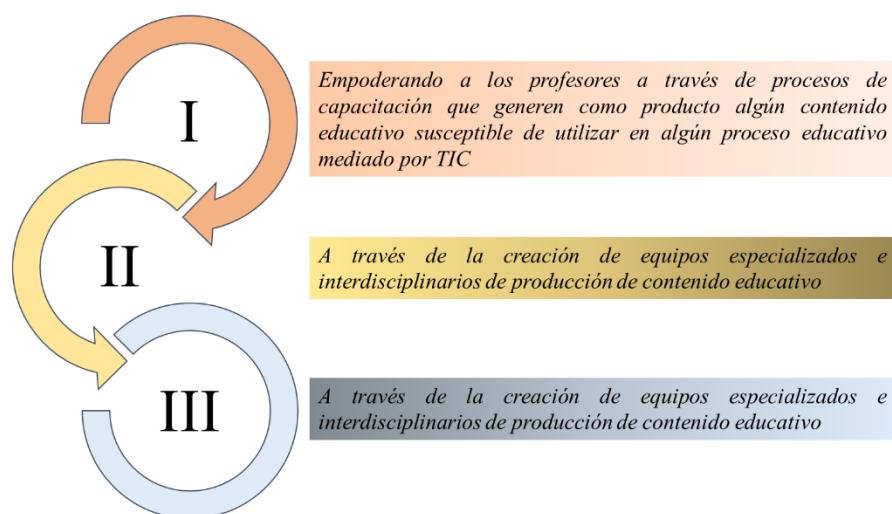 I
Empoderando a los profesores a través de procesos de
capacitación que generen como producto algún contenido
educativo susceptible de utilizar en algún proceso educativo
mediado por TIC
II
A través de la creación de equipos especializados e
interdisciplinarios de producción de contenido educativo
III
A través de la creación de equipos especializados e
interdisciplinarios de producción de contenido educativo